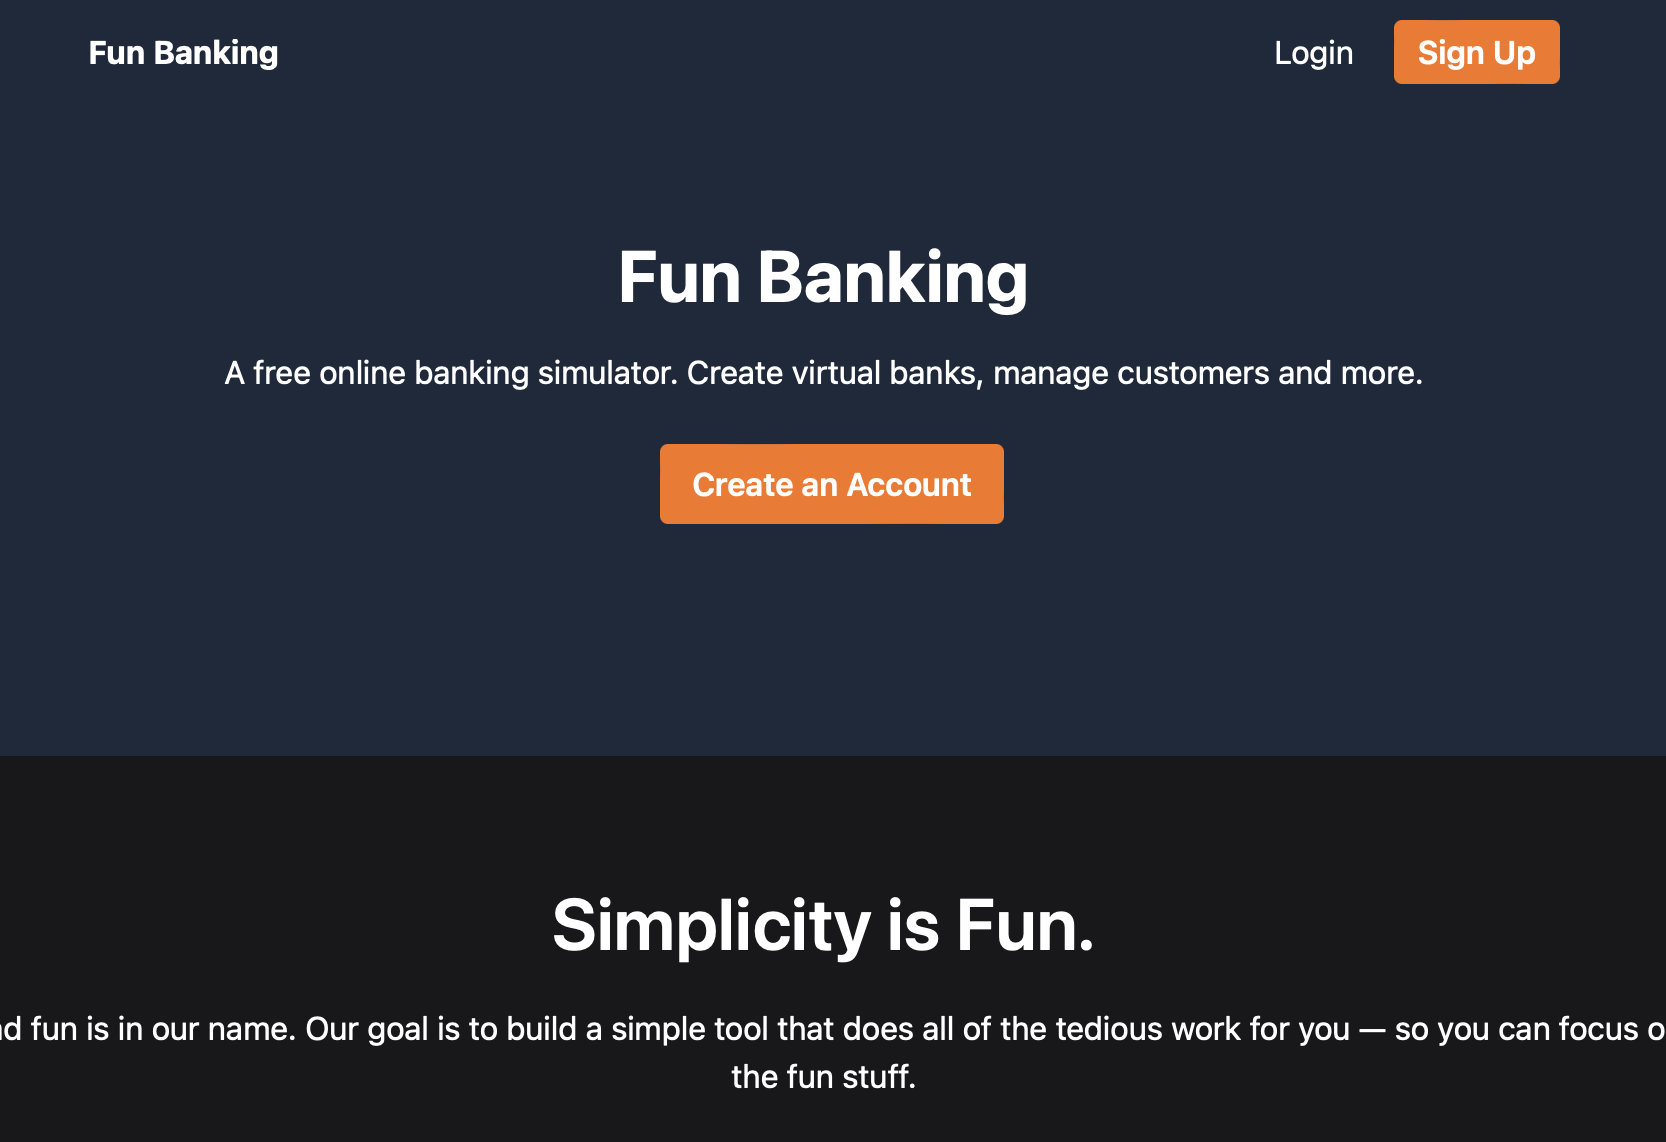 Fun Banking
Login
Sign Up
Fun Banking
A free online banking simulator. Create virtual banks, manage customers and more.
Create an Account
Simplicity is Fun.
fun is in our name. Our goal is to build a simple tool that does all of the tedious work for you — so you can focus
the fun stuff.